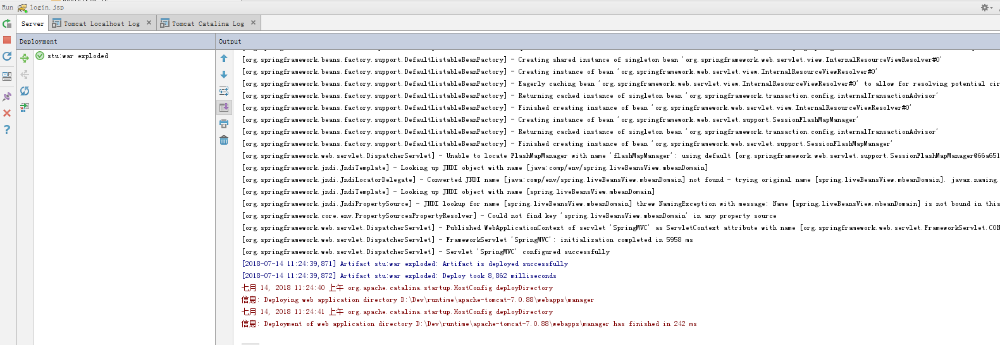 Run login.jsp
Server Tomcat Localhost Log Tomcat Catalina Log
Deployment
Output
stu:war exploded
[org.springframework.beans.factory.support.DefaultListableBeanFactory] - Creating shared instance of singleton bean 'org.springframework.web.servlet.view.InternalResourceViewResolver#0'
[org.springframework.beans.factory.support.DefaultListableBeanFactory] - Creating instance of bean 'org.springframework.web.servlet.view.InternalResourceViewResolver#0'
[org.springframework.beans.factory.support.DefaultListableBeanFactory] - Eagerly caching bean 'org.springframework.web.servlet.view.InternalResourceViewResolver#0' to allow for resolving potential cir
[org.springframework.beans.factory.support.DefaultListableBeanFactory] - Returning cached instance of singleton bean 'org.springframework.transaction.config.internalTransactionAdvisor'
[org.springframework.beans.factory.support.DefaultListableBeanFactory] - Finished creating instance of bean 'org.springframework.web.servlet.view.InternalResourceViewResolver#0'
[org.springframework.beans.factory.support.DefaultListableBeanFactory] - Creating instance of bean 'org.springframework.web.servlet.support.SessionFlashMapManager'
[org.springframework.beans.factory.support.DefaultListableBeanFactory] - Returning cached instance of singleton bean 'org.springframework.transaction.config.internalTransactionAdvisor'
[org.springframework.beans.factory.support.DefaultListableBeanFactory] - Finished creating instance of bean 'org.springframework.web.servlet.support.SessionFlashMapManager'
[org.springframework.web.servlet.DispatcherServlet] - Unable to locate FlashMapManager with name 'flashMapManager': using default [org.springframework.web.servlet.support.SessionFlashMapManager@66a651
[org.springframework.jndi.JndiTemplate] - Looking up JNDI object with name [java:comp/env/spring.liveBeansView.mbeanDomain]
[org.springframework.jndi.JndiLocatorDelegate] - Converted JNDI name [java:comp/env/spring.liveBeansView.mbeanDomain] not found - trying original name [spring.liveBeansView.mbeanDomain]. javax.naming.
[org.springframework.jndi.JndiTemplate] - Looking up JNDI object with name [spring.liveBeansView.mbeanDomain]
[org.springframework.jndi.JndiPropertySource] - JNDI lookup for name [spring.liveBeansView.mbeanDomain] threw NamingException with message: Name [spring.liveBeansView.mbeanDomain] is not bound in this
[org.springframework.core.env.PropertySourcesPropertyResolver] - Could not find key 'spring.liveBeansView.mbeanDomain' in any property source
[org.springframework.web.servlet.DispatcherServlet] - Published WebApplicationContext of servlet 'SpringMVC' as ServletContext attribute with name [org.springframework.web.servlet.FrameworkServlet.CON
[org.springframework.web.servlet.DispatcherServlet] - FrameworkServlet 'SpringMVC': initialization completed in 5958 ms
[org.springframework.web.servlet.DispatcherServlet] - Servlet 'SpringMVC' configured successfully
[2018-07-14 11:24:39,871] Artifact stu:war exploded: Artifact is deployed successfully
[2018-07-14 11:24:39,872] Artifact stu:war exploded: Deploy took 8,862 milliseconds
七月 14, 2018 11:24:40 上午 org.apache.catalina.startup.HostConfig deployDirectory
信息: Deploying web application directory D:\Dev\runtime\apache-tomcat-7.0.88\webapps\manager
七月 14, 2018 11:24:41 上午 org.apache.catalina.startup.HostConfig deployDirectory
信息: Deployment of web application directory D:\Dev\runtime\apache-tomcat-7.0.88\webapps\manager has finished in 242 ms